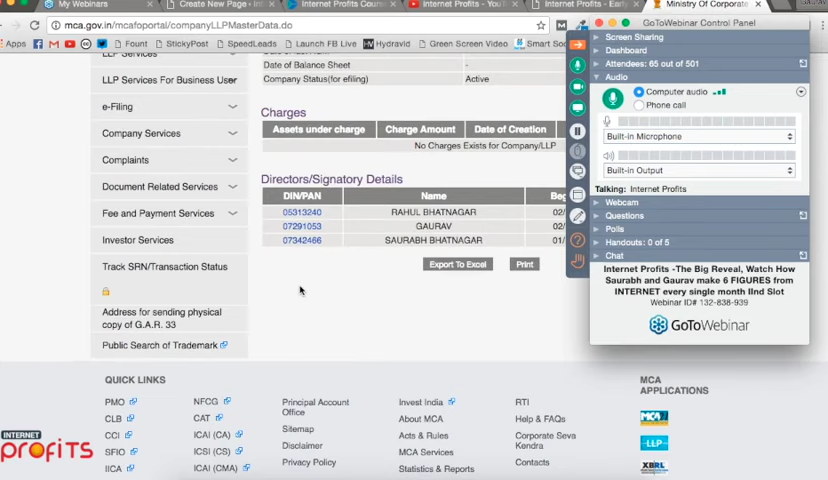 My Webinars
Create New Page
Internet Profits Cours
Internet Profits - You
Internet Profits - Early
Ministry Of Corporate
mca.gov.in/mcafoportal/companyLLPMasterData.do
Apps
Fount
StickyPost
SpeedLeads
Launch FB Live
Hydravid
Green Screen Video
Smart Soc
LLP Services For Business User
e-Filing
Company Services
Complaints
Document Related Services
Fee and Payment Services
Investor Services
Track SRN/Transaction Status
Address for sending physical
copy of G.A.R. 33
Public Search of Trademark
Date of Balance Sheet -
Company Status(for efiling) Active
Charges
Assets under charge Charge Amount Date of Creation
No Charges Exists for Company/LLP
Directors/Signatory Details
DIN/PAN Name Beg
05313240 RAHUL BHATNAGAR 02/
07291053 GAURAV 02/
07342466 SAURABH BHATNAGAR 01/
Export To Excel Print
GoToWebinar Control Panel
Screen Sharing
Dashboard
Attendees: 65 out of 501
Audio
Computer audio
Phone call
Built-in Microphone
Built-in Output
Talking: Internet Profits
Webcam
Questions
Polls
Handouts: 0 of 5
Chat
Internet Profits -The Big Reveal, Watch How
Saurabh and Gaurav make 6 FIGURES from
INTERNET every single month IInd Slot
Webinar ID# 132-838-939
GoToWebinar
QUICK LINKS
PMO
CLB
CCI
SFIO
IICA
NFCG
CAT
ICAI (CA)
ICSI (CS)
ICAI (CMA)
Principal Account
Office
Sitemap
Disclaimer
Privacy Policy
Invest India
About MCA
Acts & Rules
MCA Services
Statistics & Reports
RTI
Help & FAQs
Corporate Seva
Kendra
Contacts
MCA
APPLICATIONS
MCA
LLP
XBRL
INTERNET
profits